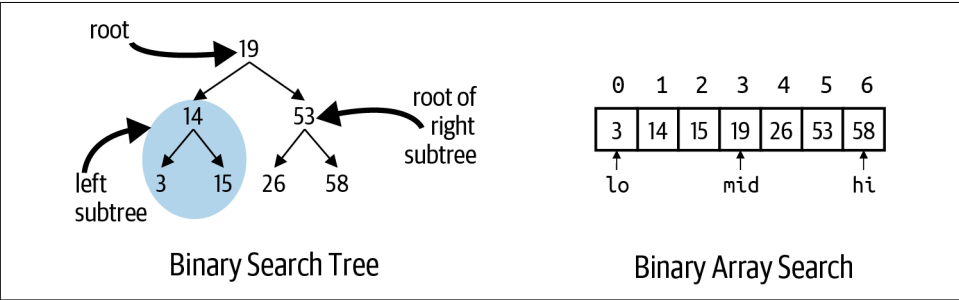 root
19
14
53
root of
right
subtree
3 15 26 58
left
subtree
Binary Search Tree
0 1 2 3 4 5 6
3 14 15 19 26 53 58
lo mid hi
Binary Array Search